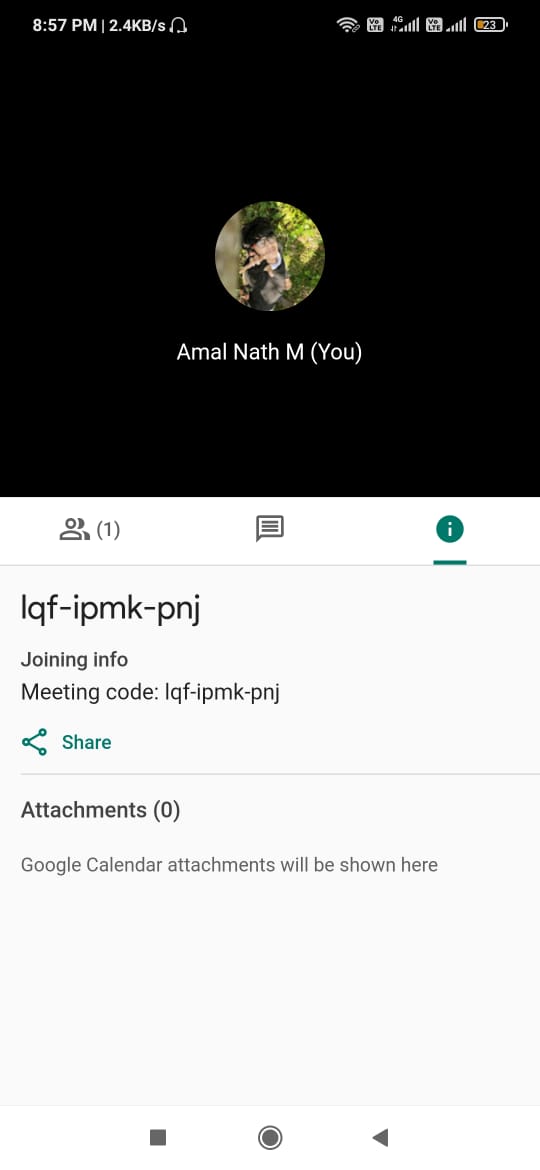 8:57 PM | 2.4KB/s
Vo LTE 4G Vo LTE 23
Amal Nath M (You)
(1)
lqf-ipmk-pnj
Joining info
Meeting code: lqf-ipmk-pnj
Share
Attachments (0)
Google Calendar attachments will be shown here